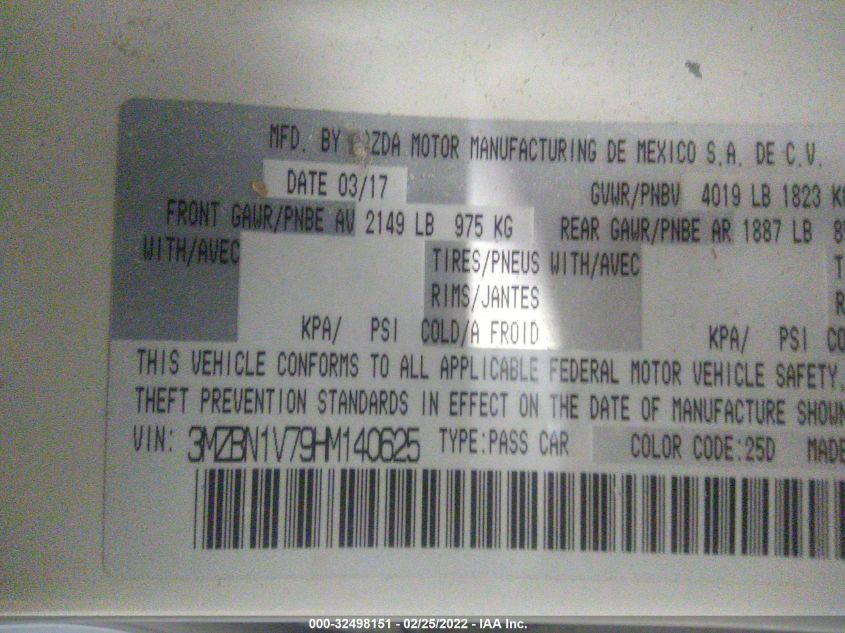 MFD. BY MAZDA MOTOR MANUFACTURING DE MEXICO S.A. DE C.V.
DATE 03/17 GVWR/PNBV 4019 LB 1823 KG
FRONT GAWR/PNBE AV 2149 LB 975 KG REAR GAWR/PNBE AR 1887 LB
WITH/AVEC TIRES/PNEUS WITH/AVEC
RIMS/JANTES
KPA/ PSI COLD/A FROID KPA/ PSI
THIS VEHICLE CONFORMS TO ALL APPLICABLE FEDERAL MOTOR VEHICLE SAFETY,
THEFT PREVENTION STANDARDS IN EFFECT ON THE DATE OF MANUFACTURE SHOWN
VIN: 3MZBN1V79HM140625 TYPE:PASS CAR COLOR CODE:25D MADE
000-32498151 - 02/25/2022 - IAA Inc.